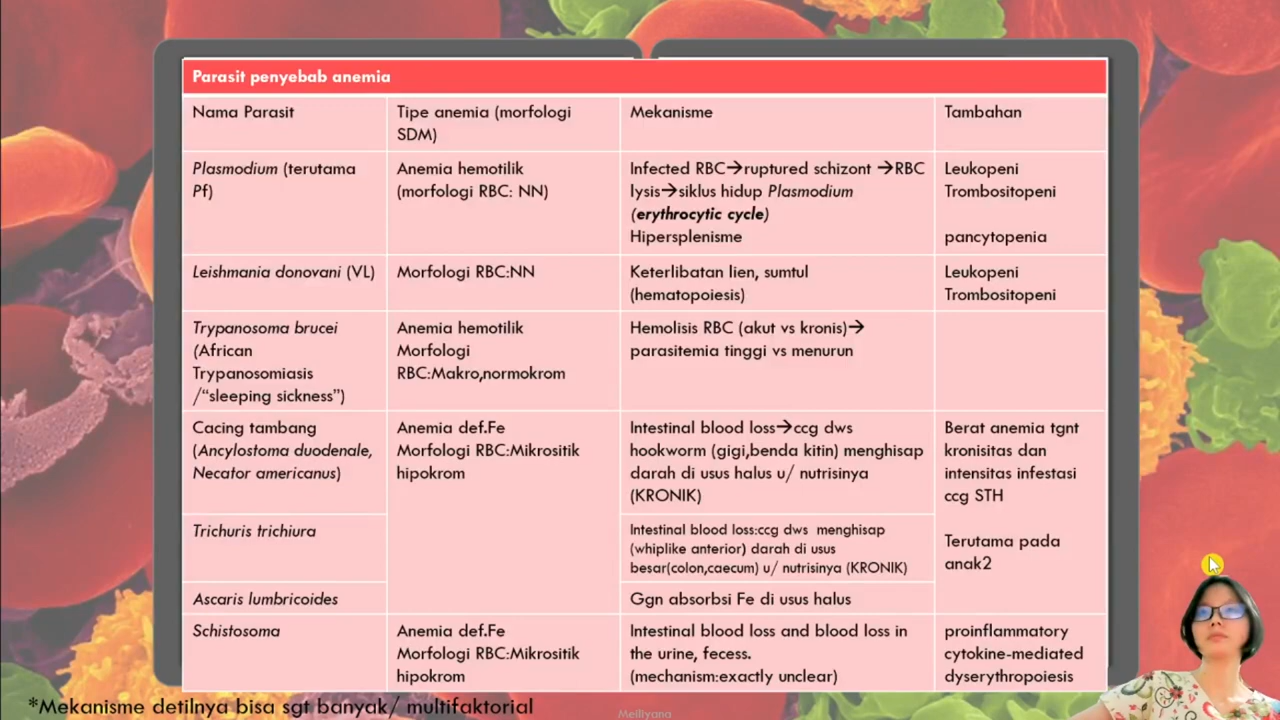 Parasit penyebab anemia
Nama Parasit
Tipe anemia (morfologi
SDM)
Mekanisme
Tambahan
Plasmodium (terutama
Pf)
Anemia hemotilik
(morfologi RBC: NN)
Infected RBC→ruptured schizont →RBC
lysis→siklus hidup Plasmodium
(erythrocytic cycle)
Hipersplenisme
Leukopeni
Trombositopeni
pancytopenia
Leishmania donovani (VL)
Morfologi RBC:NN
Keterlibatan lien, sumtul
(hematopoiesis)
Leukopeni
Trombositopeni
Trypanosoma brucei
(African
Trypanosomiasis
/“sleeping sickness”)
Anemia hemotilik
Morfologi
RBC:Makro,normokrom
Hemolisis RBC (akut vs kronis)→
parasitemia tinggi vs menurun
Cacing tambang
(Ancylostoma duodenale,
Necator americanus)
Anemia def.Fe
Morfologi RBC:Mikrositik
hipokrom
Intestinal blood loss→ccg dws
hookworm (gigi,benda kitin) menghisap
darah di usus halus u/ nutrisinya
(KRONIK)
Berat anemia tgnt
kronisitas dan
intensitas infestasi
ccg STH
Terutama pada
anak2
Trichuris trichiura
Intestinal blood loss:ccg dws menghisap
(whiplike anterior) darah di usus
besar(colon,caecum) u/ nutrisinya (KRONIK)
Ascaris lumbricoides
Ggn absorbsi Fe di usus halus
Schistosoma
Anemia def.Fe
Morfologi RBC:Mikrositik
hipokrom
Intestinal blood loss and blood loss in
the urine, fecess.
(mechanism:exactly unclear)
proinflammatory
cytokine-mediated
dyserythropoiesis
*Mekanisme detilnya bisa sgt banyak/ multifaktorial
Meillyana